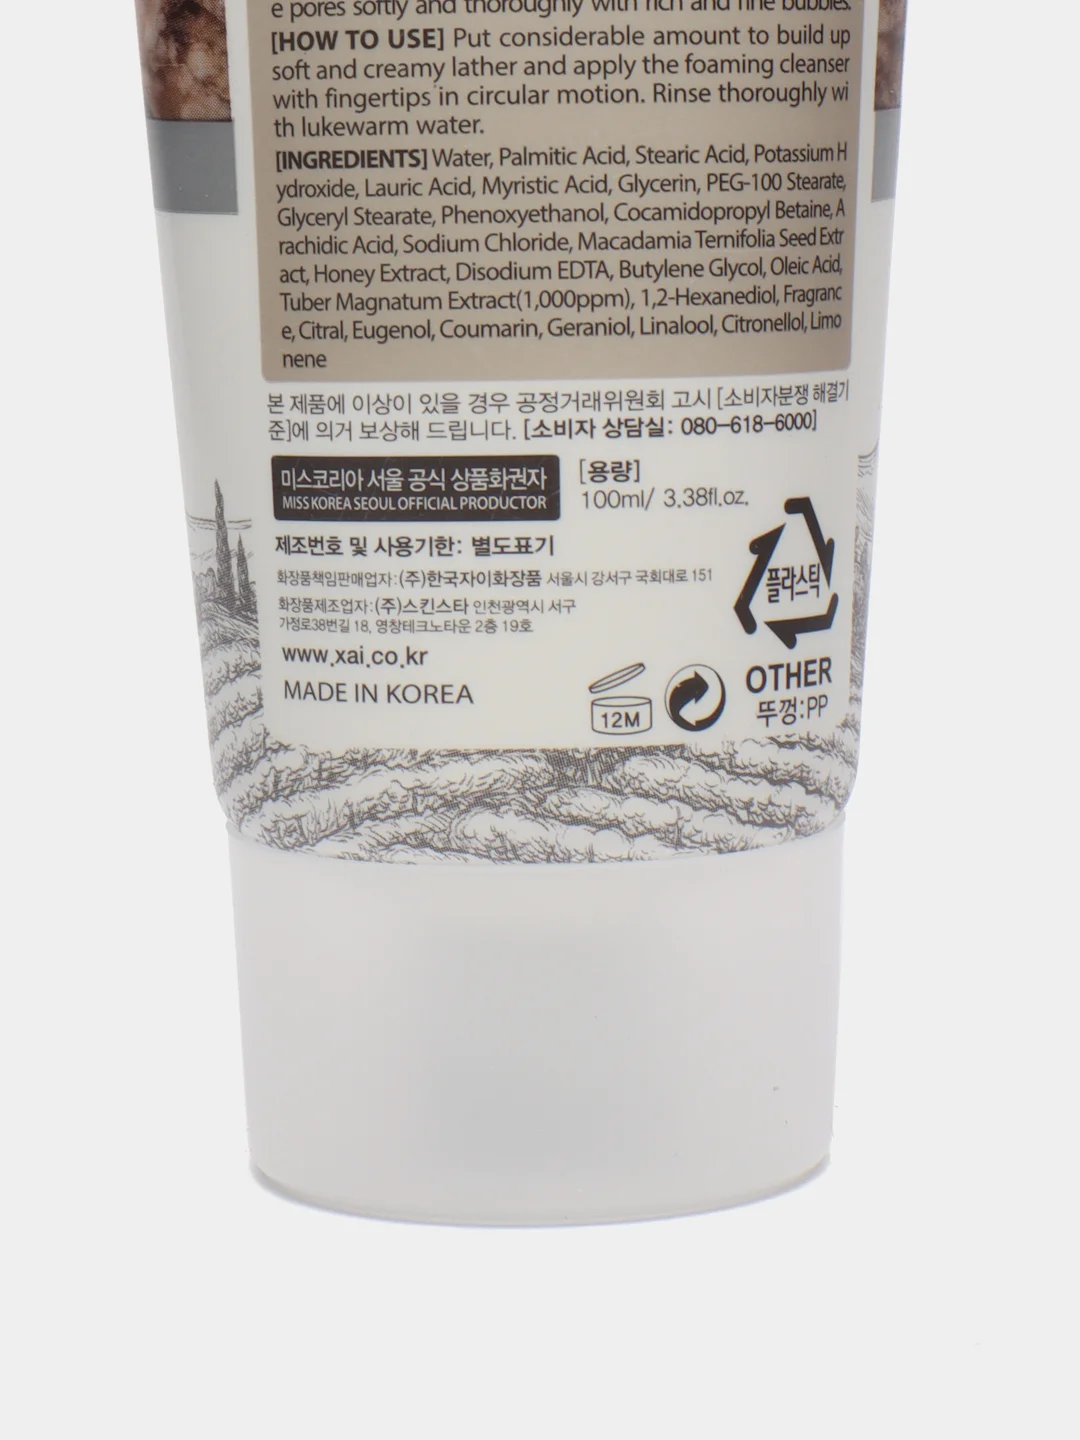 e pores softly and thoroughly with rich and fine bubbles.
[HOW TO USE] Put considerable amount to build up
soft and creamy lather and apply the foaming cleanser
with fingertips in circular motion. Rinse thoroughly wi
th lukewarm water.
[INGREDIENTS] Water, Palmitic Acid, Stearic Acid, Potassium H
ydroxide, Lauric Acid, Myristic Acid, Glycerin, PEG-100 Stearate,
Glyceryl Stearate, Phenoxyethanol, Cocamidopropyl Betaine, A
rachidic Acid, Sodium Chloride, Macadamia Ternifolia Seed Extr
act, Honey Extract, Disodium EDTA, Butylene Glycol, Oleic Acid,
Tuber Magnatum Extract(1,000ppm), 1,2-Hexanediol, Fragranc
e, Citral, Eugenol, Coumarin, Geraniol, Linalool, Citronellol, Limo
nene
본 제품에 이상이 있을 경우 공정거래위원회 고시 [소비자분쟁 해결기
준]에 의거 보상해 드립니다. [소비자 상담실: 080-618-6000]
미스코리아 서울 공식 상품화권자
MISS KOREA SEOUL OFFICIAL PRODUCTOR
[용량]
100ml/ 3.38fl.oz.
제조번호 및 사용기한: 별도표기
화장품책임판매업자:(주)한국자이화장품 서울시 강서구 국회대로 151
화장품제조업자:(주)스킨스타 인천광역시 서구
가정로38번길 18, 영창테크노타운 2층 19호
www.xai.co.kr
MADE IN KOREA
12M
플라스틱
OTHER
뚜껑:PP